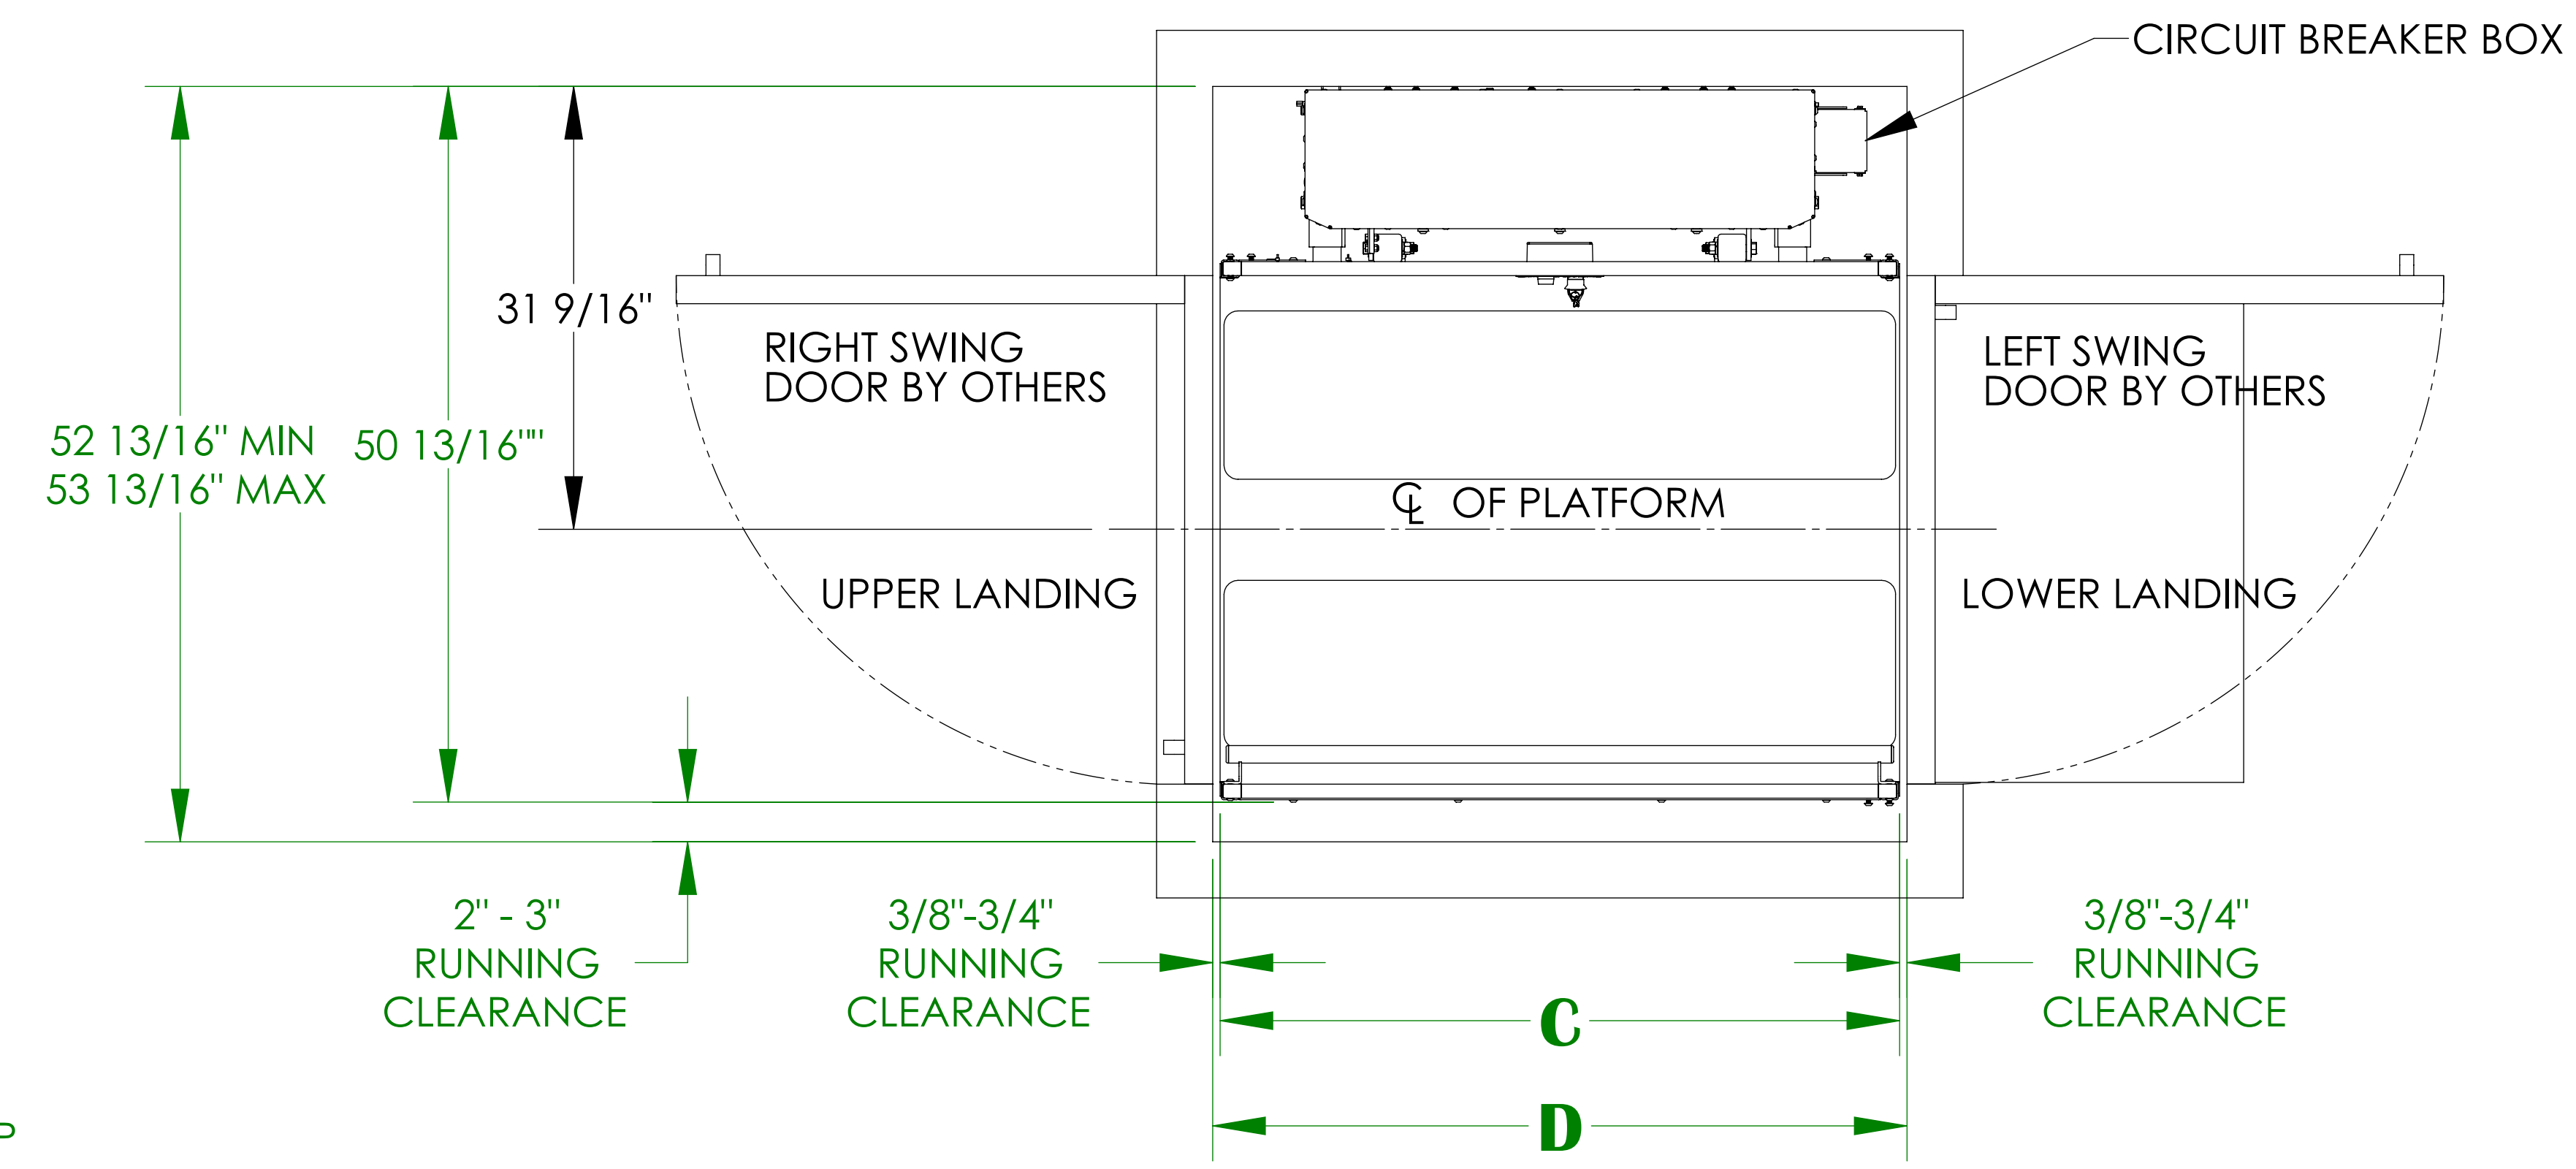 CIRCUIT BREAKER BOX
31 9/16"
RIGHT SWING
DOOR BY OTHERS
LEFT SWING
DOOR BY OTHERS
52 13/16" MIN
53 13/16" MAX
50 13/16""
℄ OF PLATFORM
UPPER LANDING
LOWER LANDING
2" - 3"
RUNNING
CLEARANCE
3/8"-3/4"
RUNNING
CLEARANCE
3/8"-3/4"
RUNNING
CLEARANCE
C
D